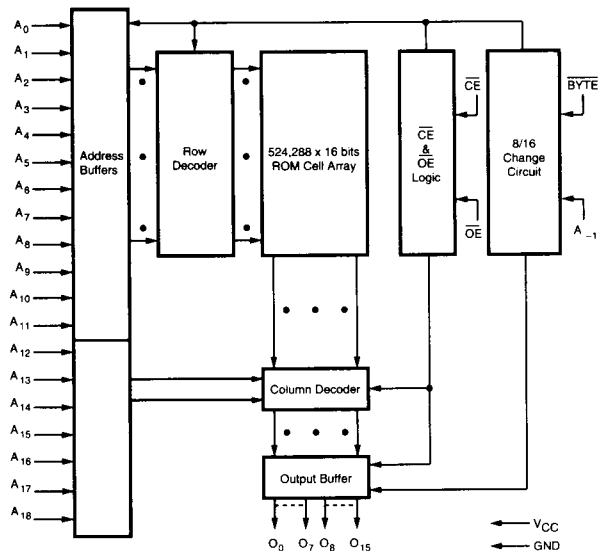 A0
A1
A2
A3
A4
A5
A6
A7
A8
A9
A10
A11
A12
A13
A14
A15
A16
A17
A18
Address
Buffers
Row
Decoder
524,288 x 16 bits
ROM Cell Array
CE
&
OE
Logic
CE
OE
8/16
Change
Circuit
BYTE
A-1
Column Decoder
Output Buffer
O0 O7 O8 O15
VCC
GND